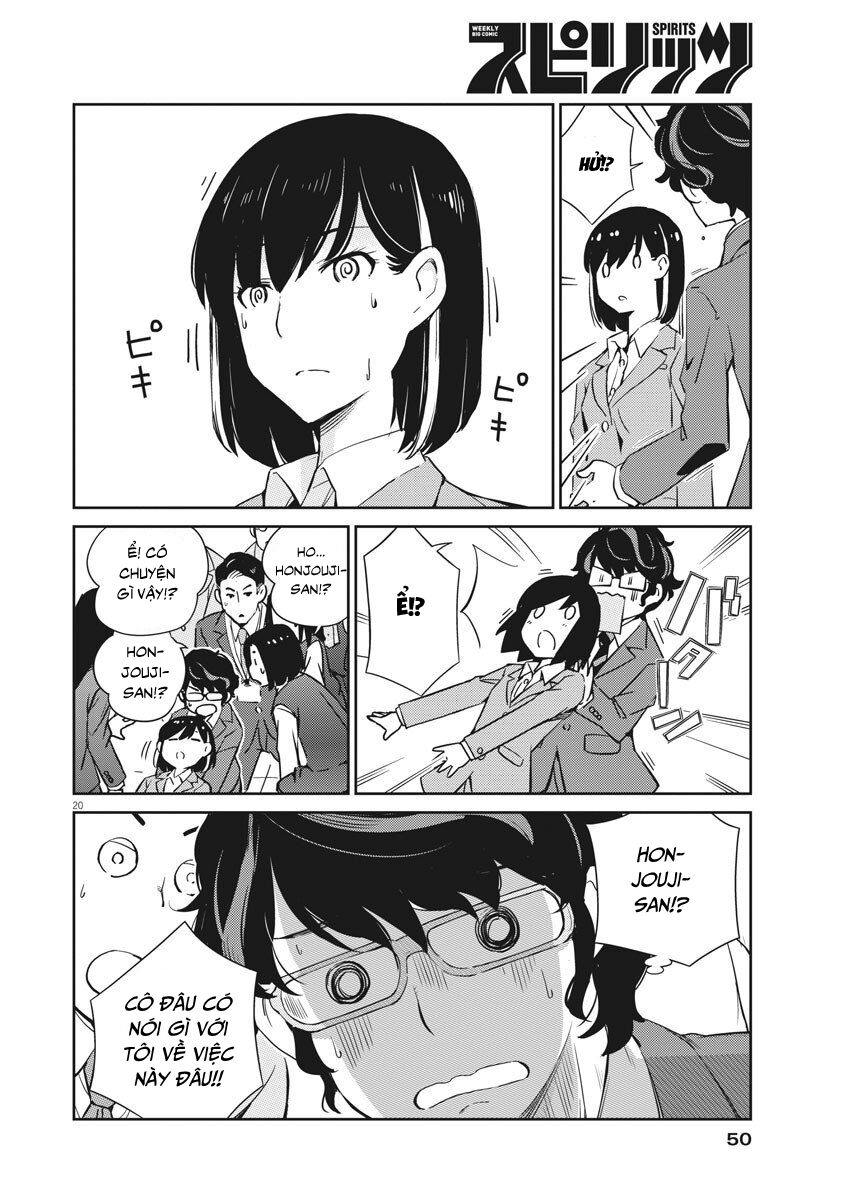 WEEKLY
BIG COMIC
SPIRITS
スピリッツ
HỬ!?
ピキ
ピキ
Ể!?
バッ
HO...
HONJOUJI-
SAN!?
Ể! CÓ
CHUYỆN
GÌ VẬY!?
HON-
JOUJI-
SAN!?
20
HON-
JOUJI-
SAN!?
CÔ ĐÂU CÓ
NÓI GÌ VỚI
TÔI VỀ VIỆC
NÀY ĐÂU!!
50